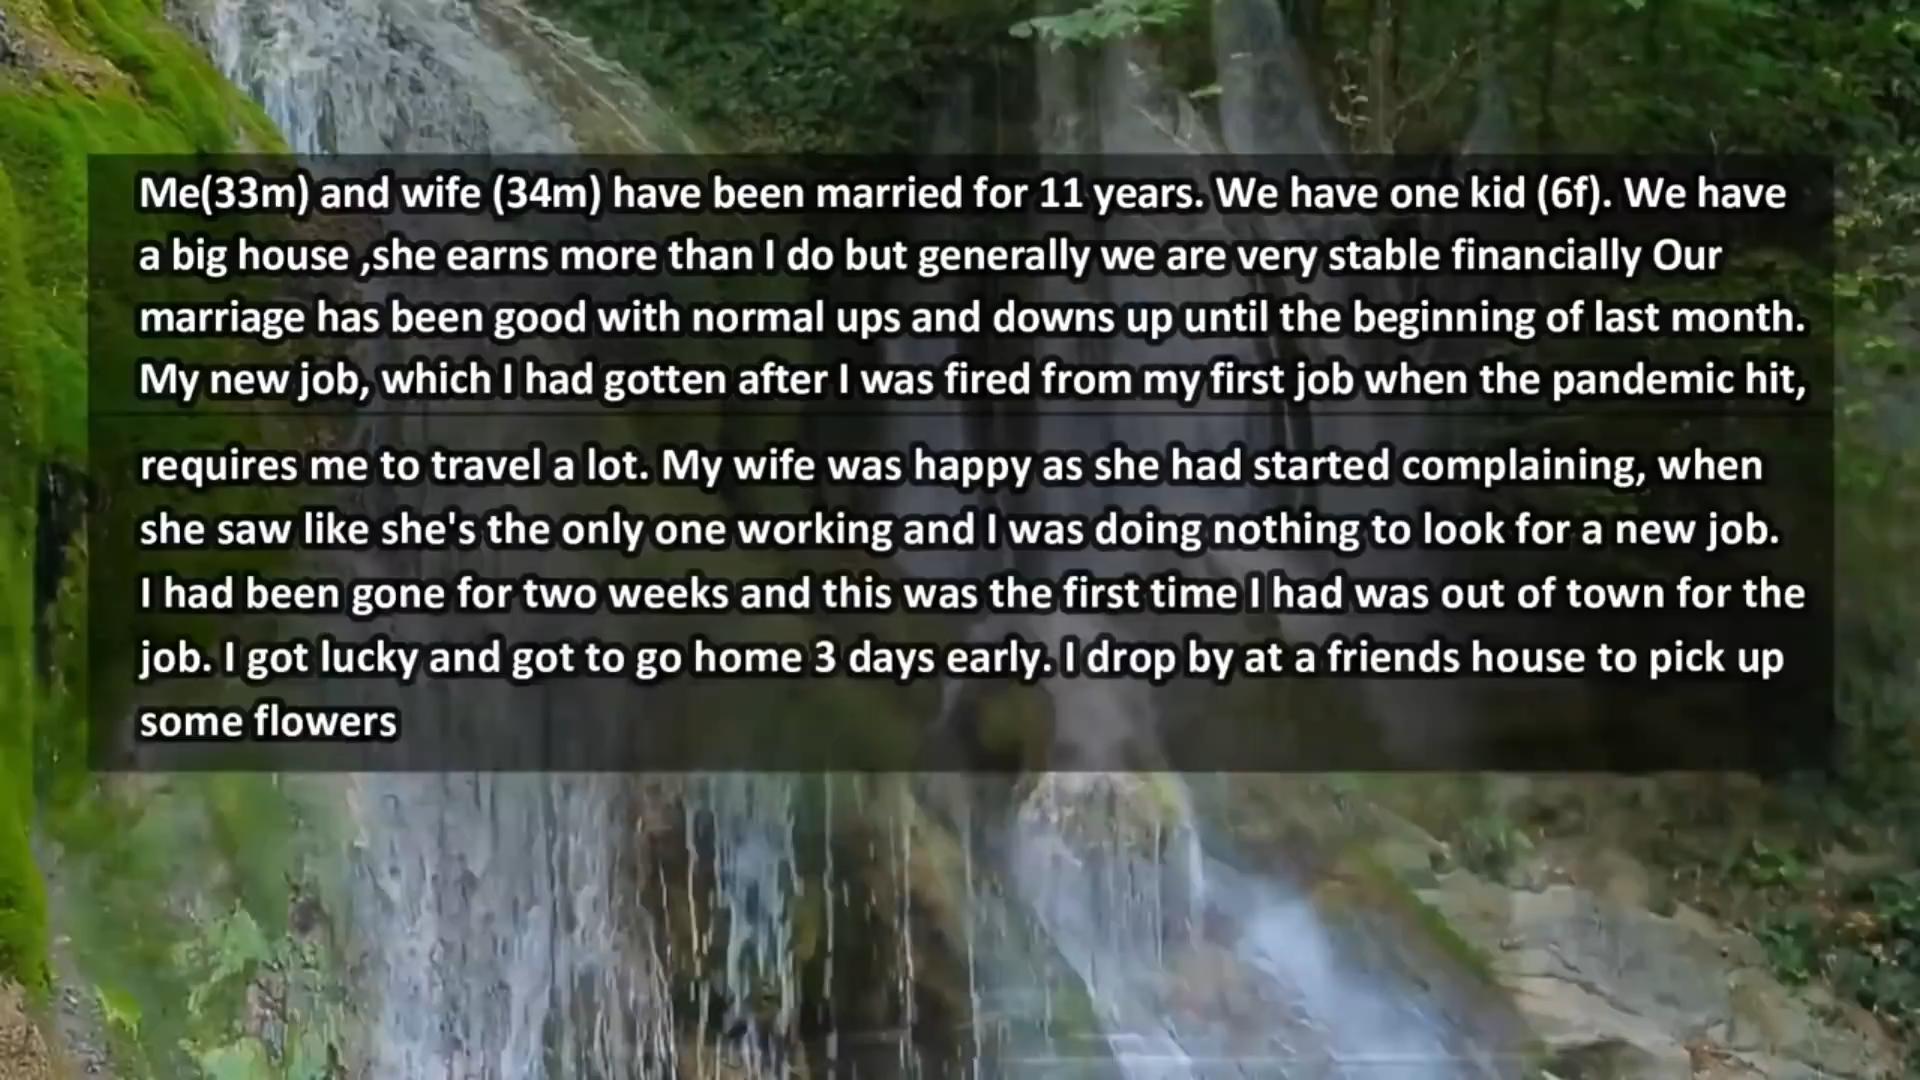 Me(33m) and wife (34m) have been married for 11 years. We have one kid (6f). We have
a big house ,she earns more than I do but generally we are very stable financially Our
marriage has been good with normal ups and downs up until the beginning of last month.
My new job, which I had gotten after I was fired from my first job when the pandemic hit,
requires me to travel a lot. My wife was happy as she had started complaining, when
she saw like she's the only one working and I was doing nothing to look for a new job.
I had been gone for two weeks and this was the first time I had was out of town for the
job. I got lucky and got to go home 3 days early. I drop by at a friends house to pick up
some flowers